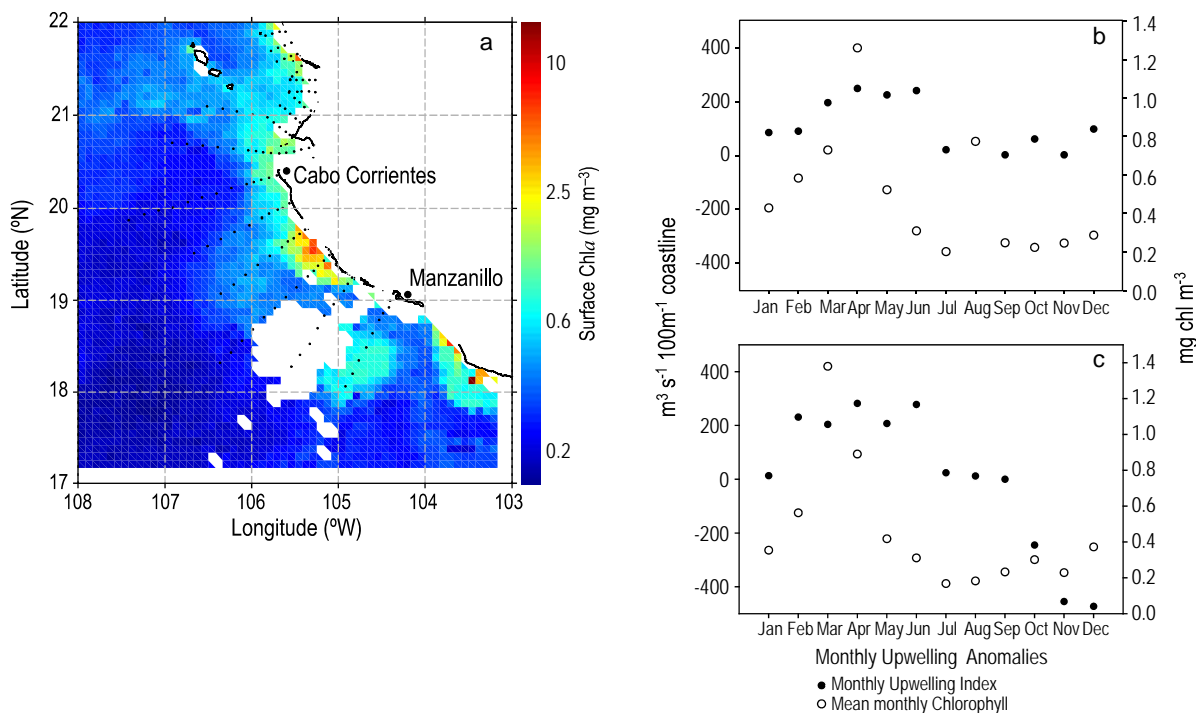 a
22
21
20
19
18
17
Latitude (ºN)
108
107
106
105
104
103
Longitude (ºW)
Cabo Corrientes
Manzanillo
10
2.5
0.6
0.2
Surface Chla (mg m–3)
b
400
200
0
-200
-400
1.4
1.2
1.0
0.8
0.6
0.4
0.2
0.0
Jan Feb Mar Apr May Jun Jul Aug Sep Oct Nov Dec
m3 s-1 100m-1 coastline
mg chl m-3
c
400
200
0
-200
-400
1.4
1.2
1.0
0.8
0.6
0.4
0.2
0.0
Jan Feb Mar Apr May Jun Jul Aug Sep Oct Nov Dec
Monthly Upwelling Anomalies
Monthly Upwelling Index
Mean monthly Chlorophyll